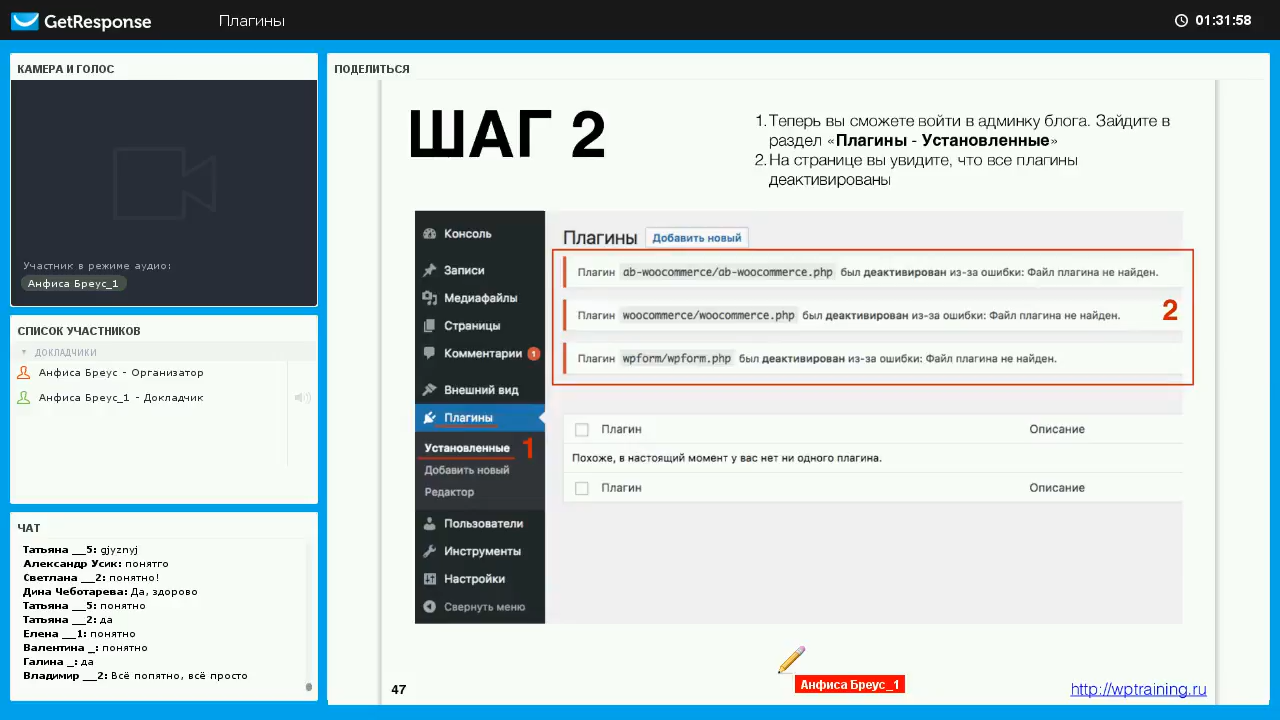 GetResponse
Плагины
01:31:58
КАМЕРА И ГОЛОС
Участник в режиме аудио:
Анфиса Бреус_1
СПИСОК УЧАСТНИКОВ
ДОКЛАДЧИКИ
Анфиса Бреус - Организатор
Анфиса Бреус_1 - Докладчик
ЧАТ
Татьяна __5: gjyznyj
Александр Усик: понятго
Светлана __2: понятно!
Дина Чеботарева: Да, здорово
Татьяна __5: понятно
Татьяна __2: да
Елена __1: понятно
Валентина _: понятно
Галина _: да
Владимир __2: Всё попятно, всё просто
ПОДЕЛИТЬСЯ
ШАГ 2
1. Теперь вы сможете войти в админку блога. Зайдите в
раздел «Плагины - Установленные»
2. На странице вы увидите, что все плагины
деактивированы
Консоль
Записи
Медиафайлы
Страницы
Комментарии 1
Внешний вид
Плагины
Установленные 1
Добавить новый
Редактор
Пользователи
Инструменты
Настройки
Свернуть меню
Плагины Добавить новый
Плагин ab-woocommerce/ab-woocommerce.php был деактивирован из-за ошибки: Файл плагина не найден.
Плагин woocommerce/woocommerce.php был деактивирован из-за ошибки: Файл плагина не найден.
2
Плагин wpform/wpform.php был деактивирован из-за ошибки: Файл плагина не найден.
Плагин Описание
Похоже, в настоящий момент у вас нет ни одного плагина.
Плагин Описание
Анфиса Бреус_1
47
http://wptraining.ru